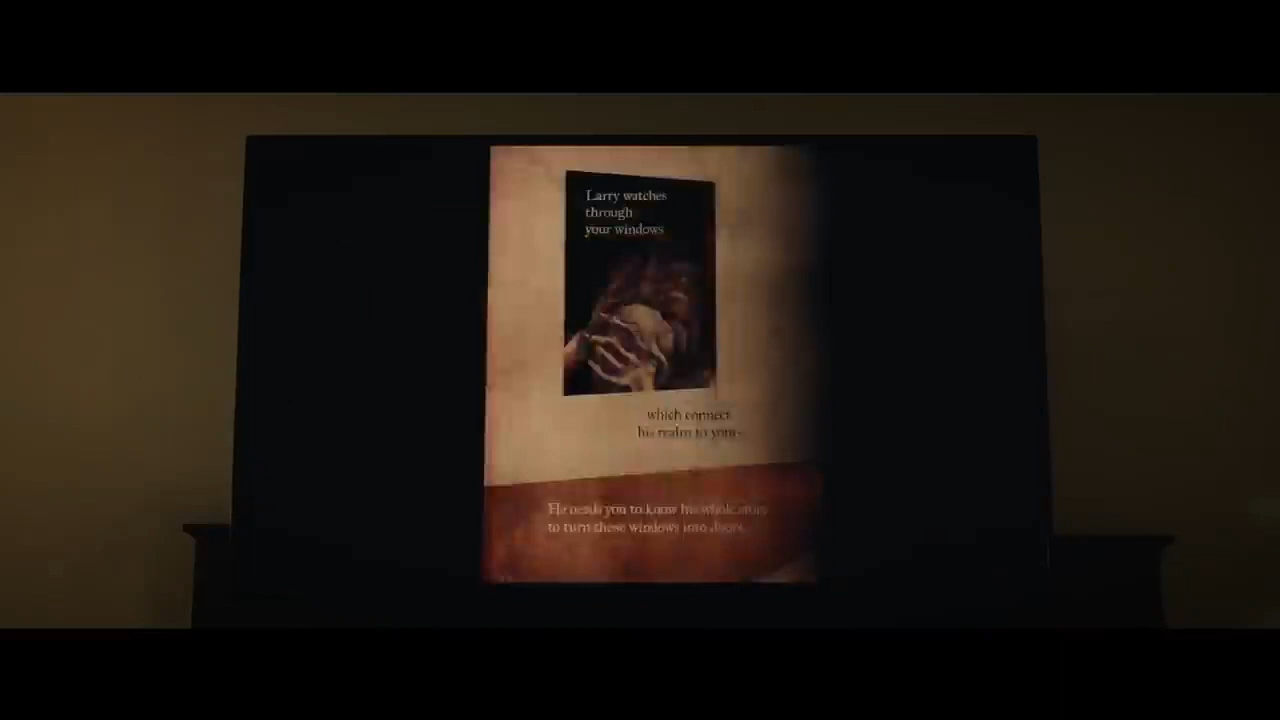 Larry watches
through
your windows
which connect
his realm to yours
He needs you to know his whole story
to turn these windows into doors.